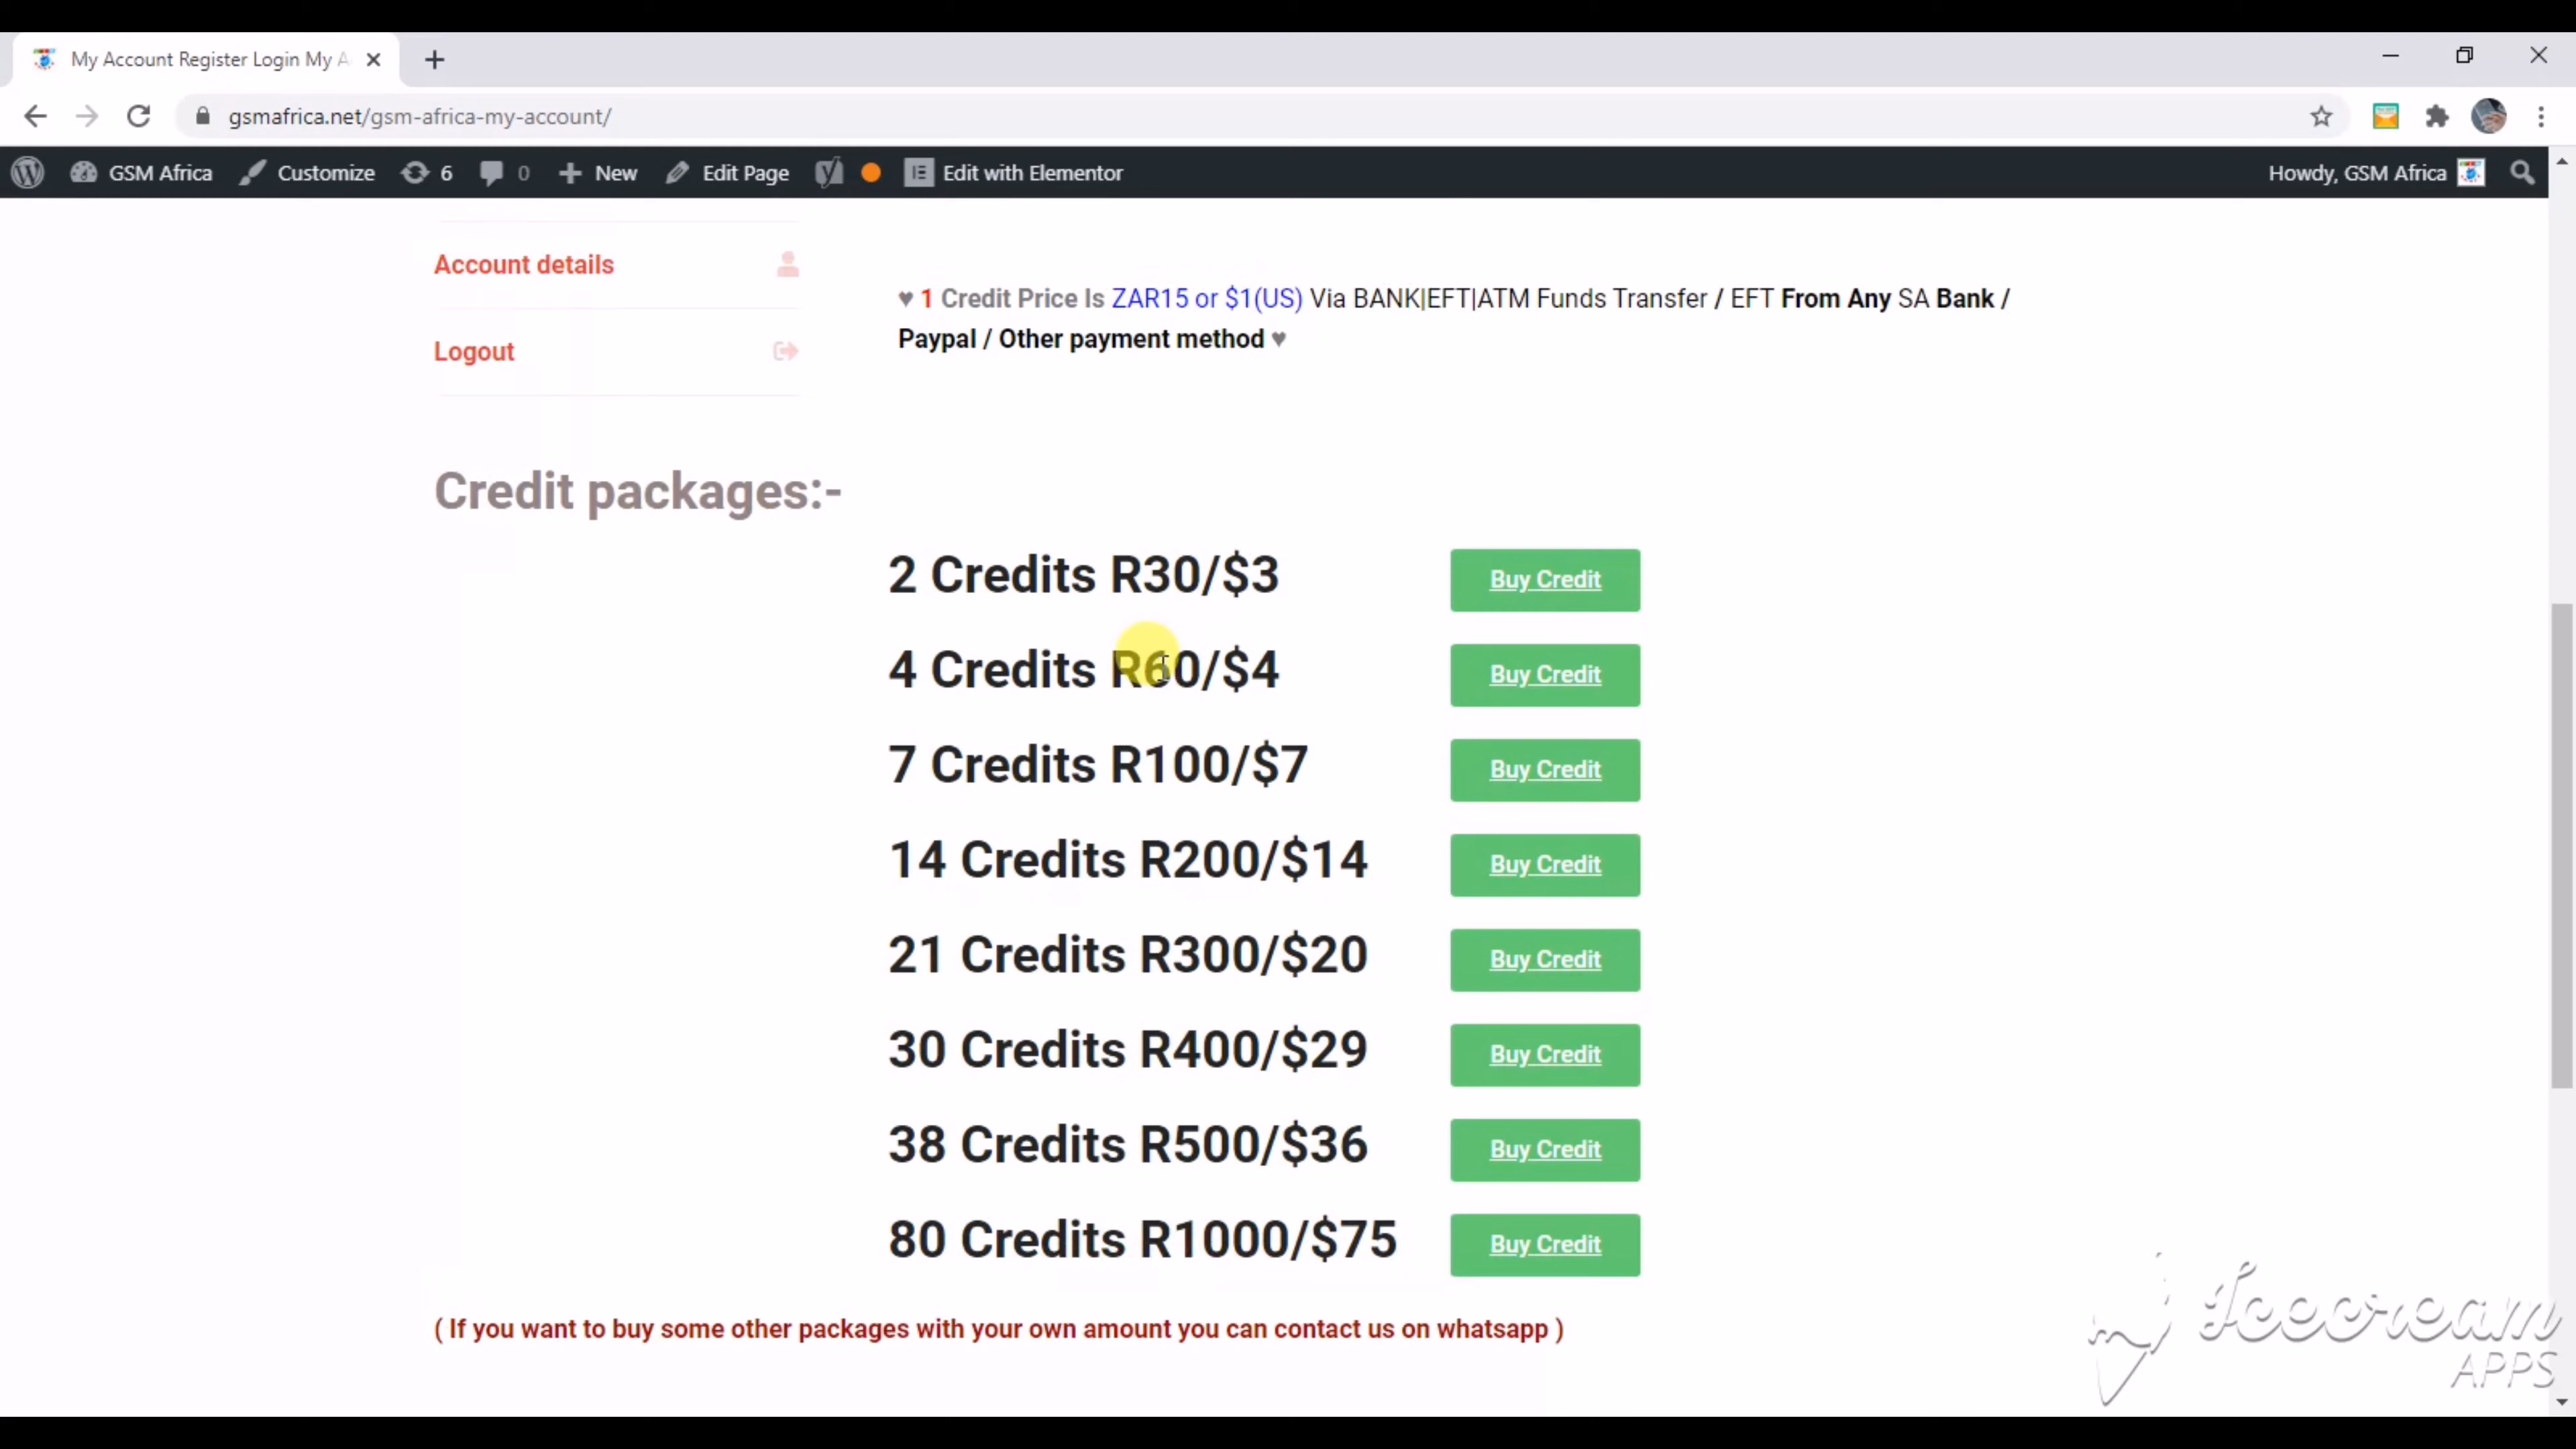 My Account Register Login My A
gsmafrica.net/gsm-africa-my-account/
GSM Africa Customize 6 0 New Edit Page Edit with Elementor Howdy, GSM Africa
Account details
Logout
♥ 1 Credit Price Is ZAR15 or $1(US) Via BANK|EFT|ATM Funds Transfer / EFT From Any SA Bank /
Paypal / Other payment method ♥
Credit packages:-
2 Credits R30/$3 Buy Credit
4 Credits R60/$4 Buy Credit
7 Credits R100/$7 Buy Credit
14 Credits R200/$14 Buy Credit
21 Credits R300/$20 Buy Credit
30 Credits R400/$29 Buy Credit
38 Credits R500/$36 Buy Credit
80 Credits R1000/$75 Buy Credit
( If you want to buy some other packages with your own amount you can contact us on whatsapp )
Icecream
APPS